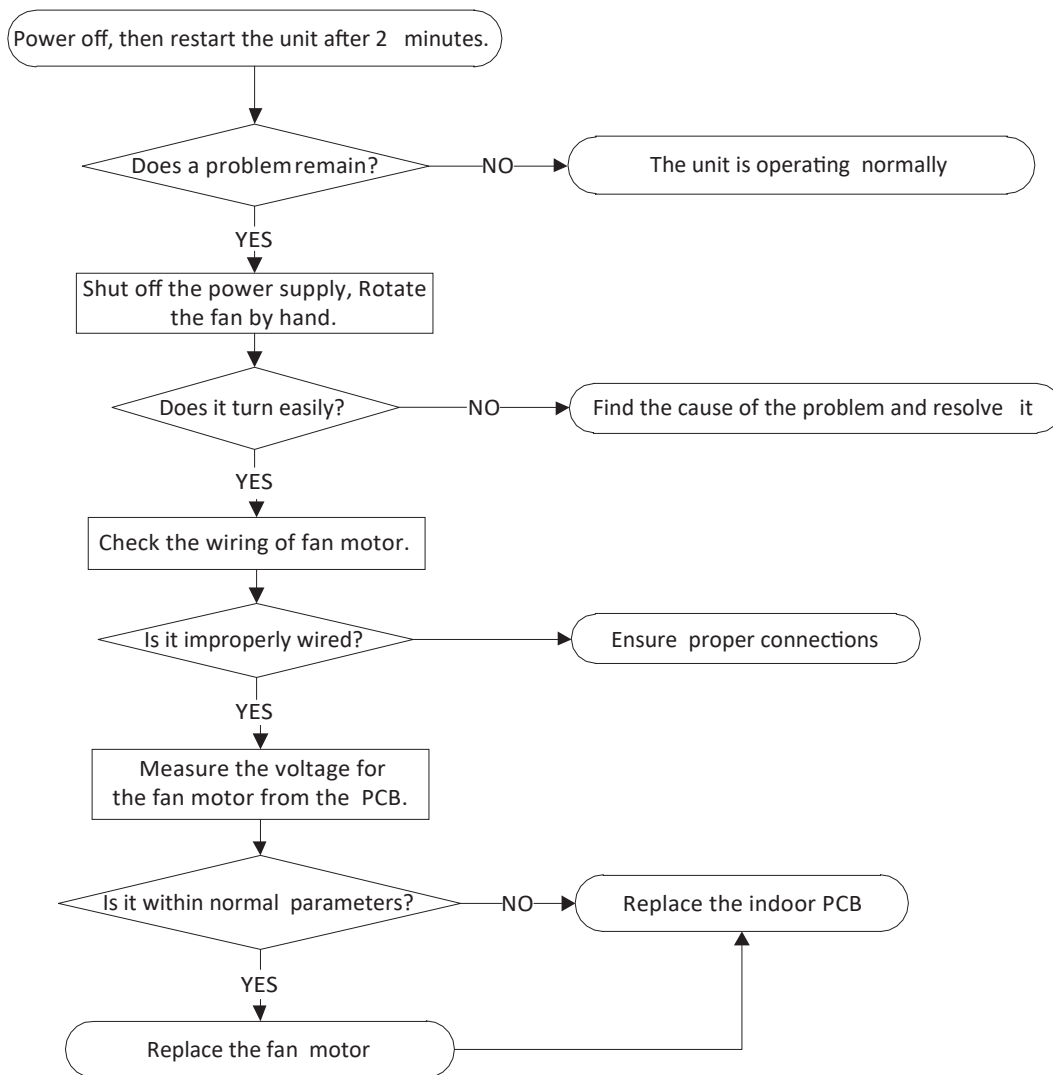 Power off, then restart the unit after 2 minutes.
Does a problem remain?
NO
The unit is operating normally
YES
Shut off the power supply, Rotate
the fan by hand.
Does it turn easily?
NO
Find the cause of the problem and resolve it
YES
Check the wiring of fan motor.
Is it improperly wired?
Ensure proper connections
YES
Measure the voltage for
the fan motor from the PCB.
Is it within normal parameters?
NO
Replace the indoor PCB
YES
Replace the fan motor